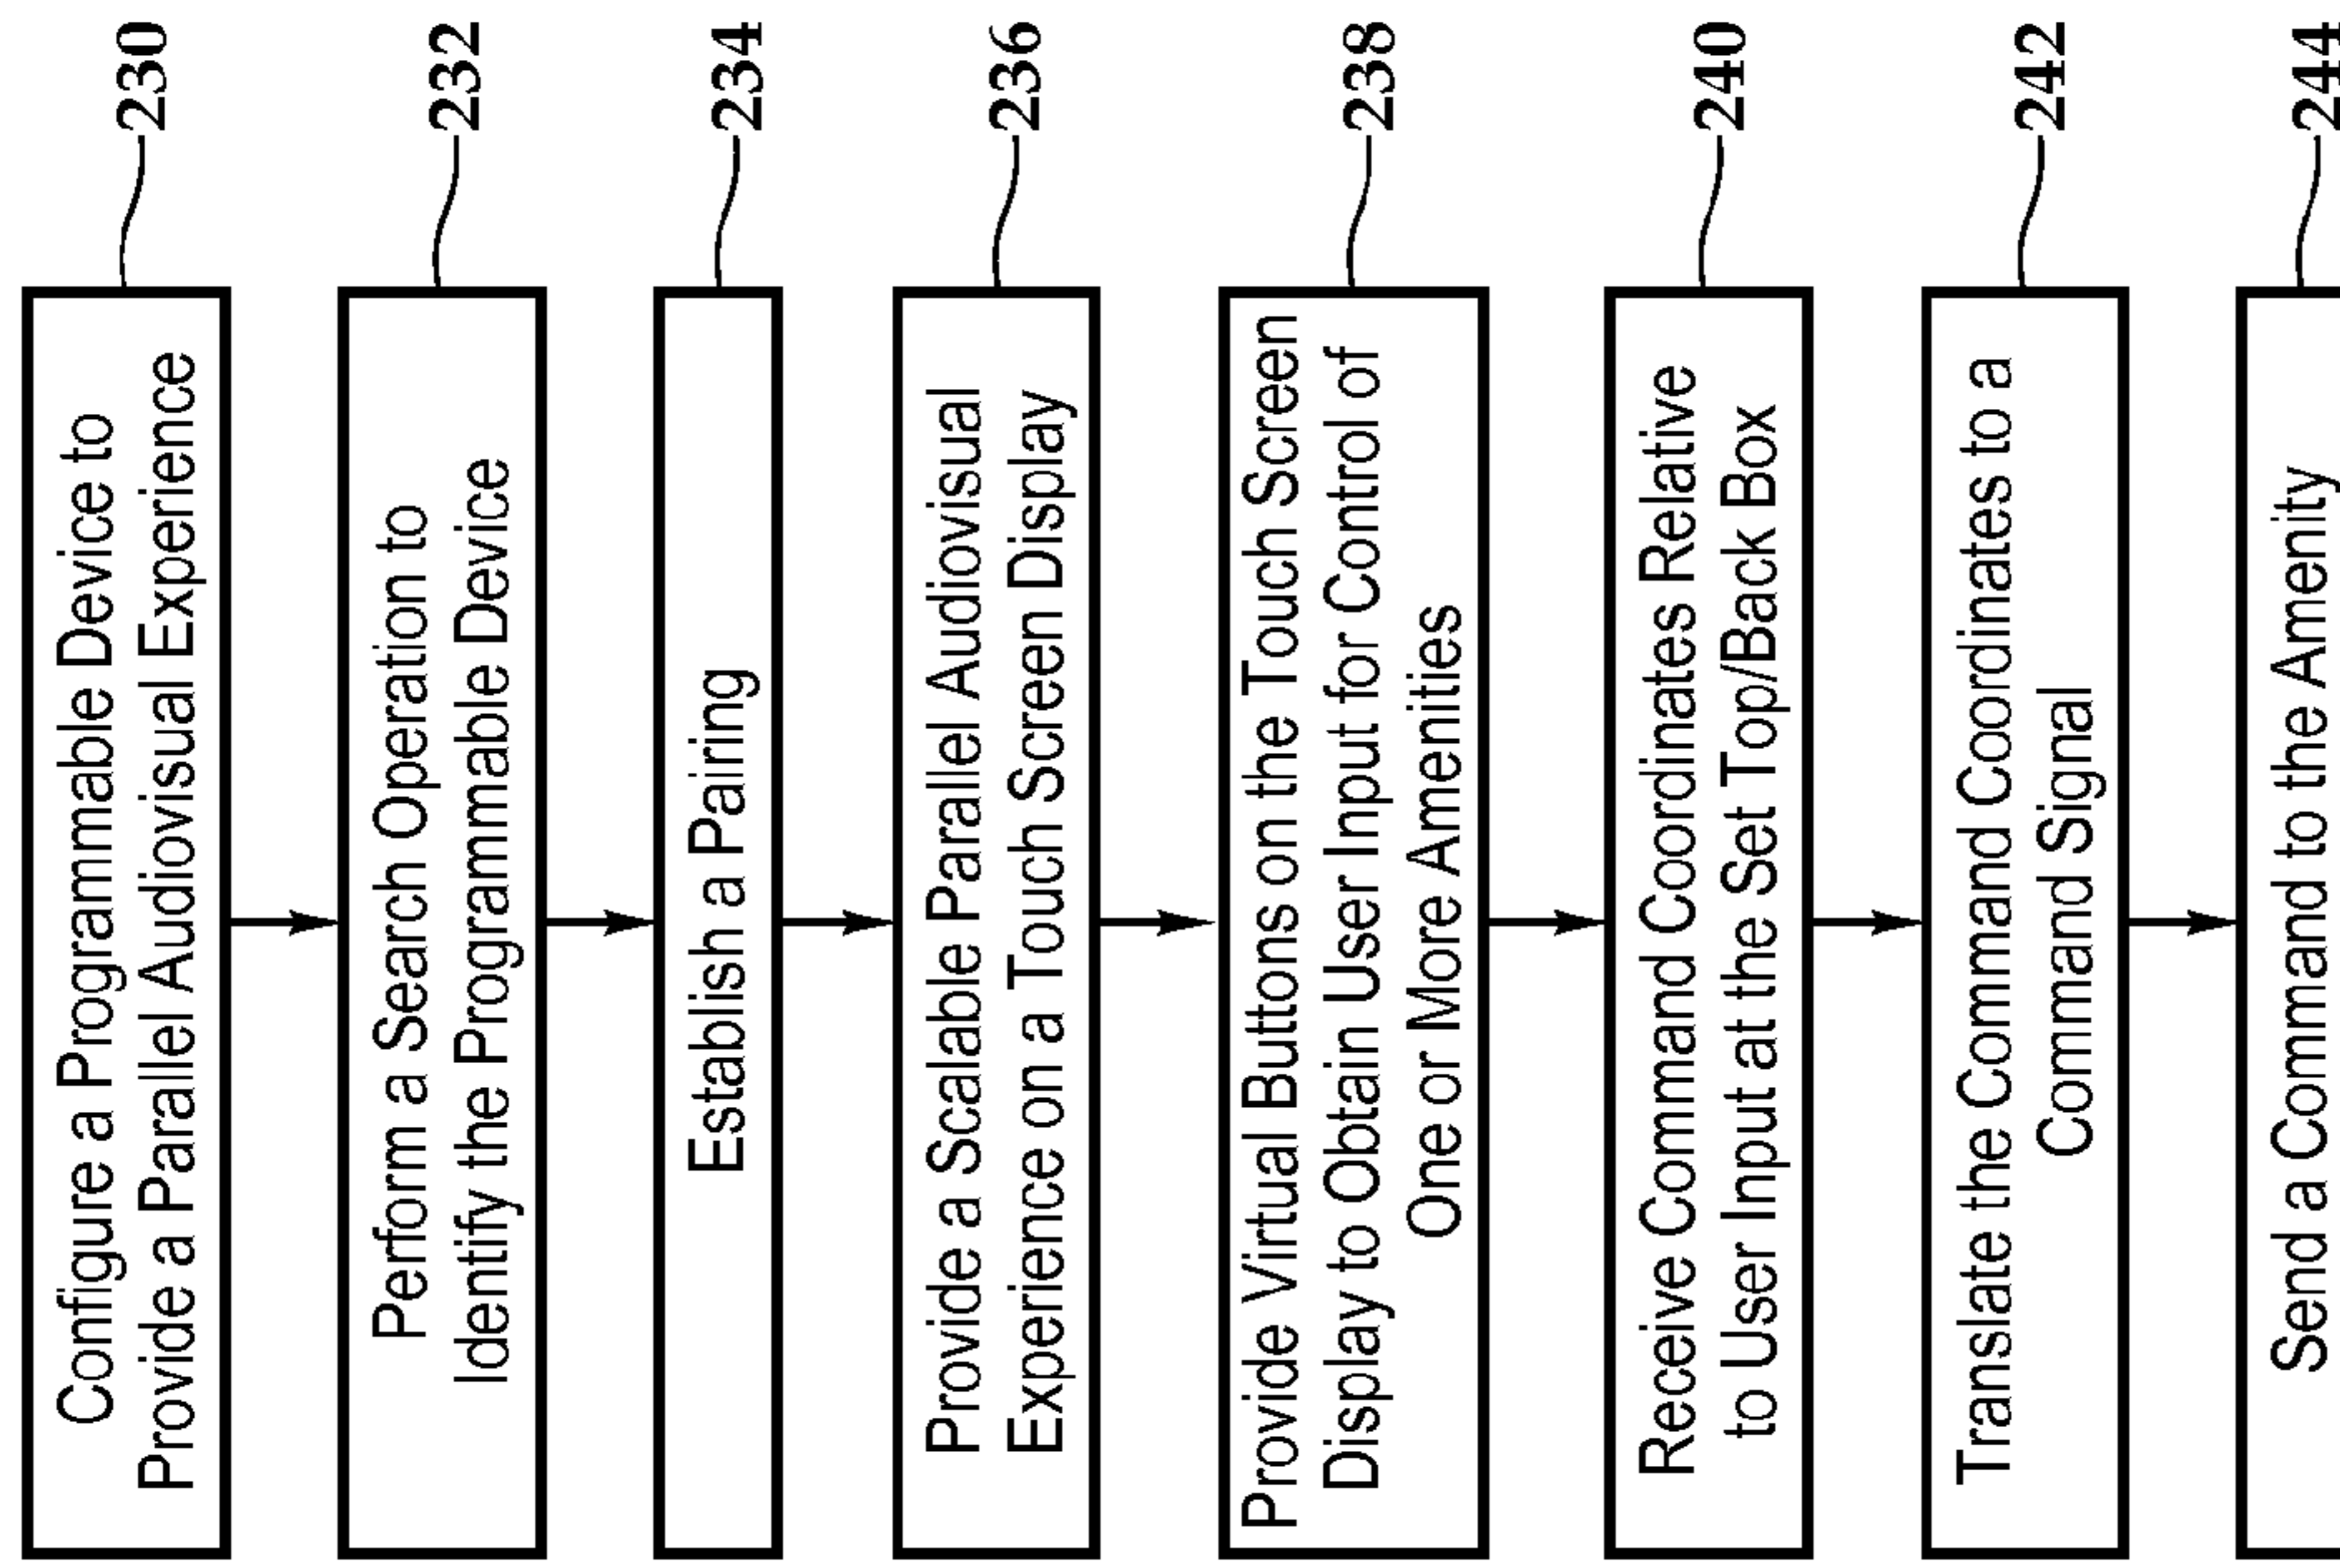 Configure a Programmable Device to
Provide a Parallel Audiovisual Experience
230
Perform a Search Operation to
Identify the Programmable Device
232
Establish a Pairing
234
Provide a Scalable Parallel Audiovisual
Experience on a Touch Screen Display
236
Provide Virtual Buttons on the Touch Screen
Display to Obtain User Input for Control of
One or More Amenities
238
Receive Command Coordinates Relative
to User Input at the Set Top/Back Box
240
Translate the Command Coordinates to a
Command Signal
242
Send a Command to the Amenity
244